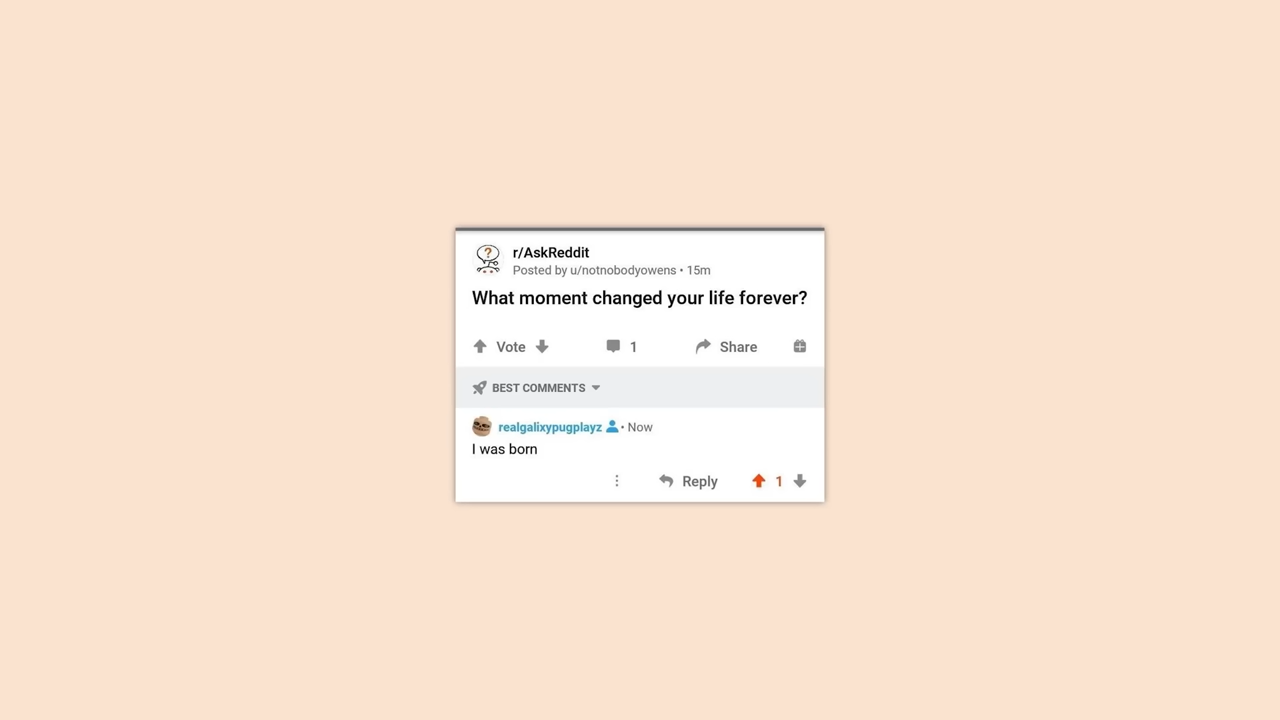 r/AskReddit
Posted by u/notnobodyowens • 15m
What moment changed your life forever?
Vote 1 Share
BEST COMMENTS
realgalixypugplayz • Now
I was born
Reply 1